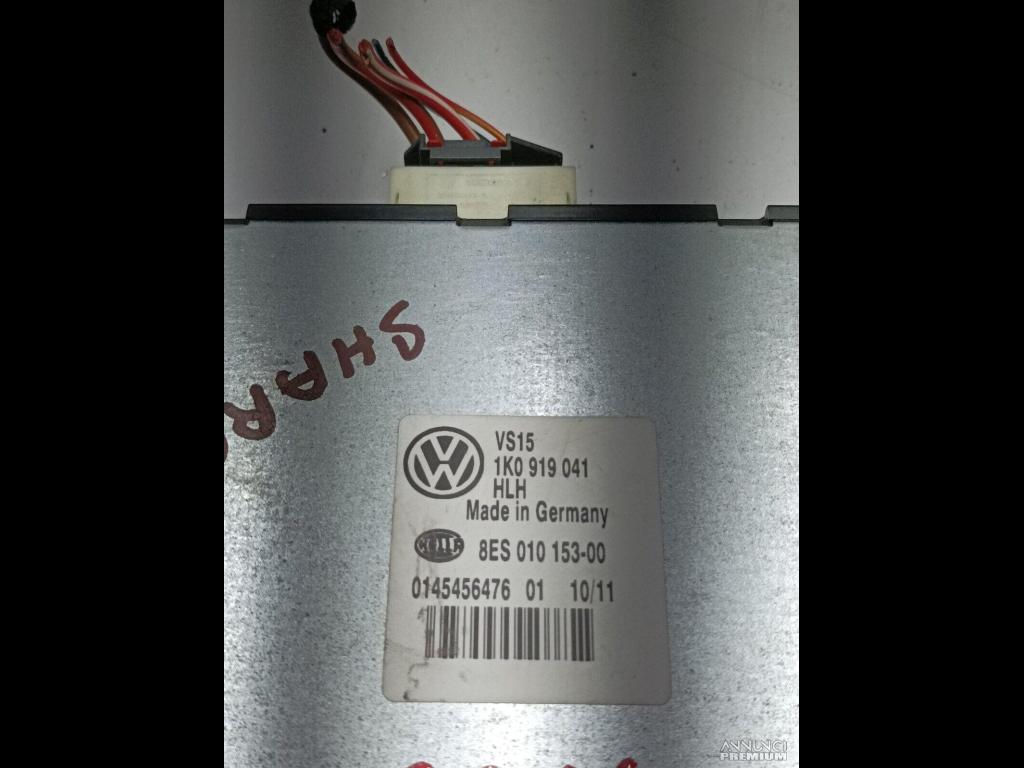 SHAR
VS15
1K0 919 041
HLH
Made in Germany
HELLA
8ES 010 153-00
0145456476 01 10/11
ANNUNCI
PREMIUM